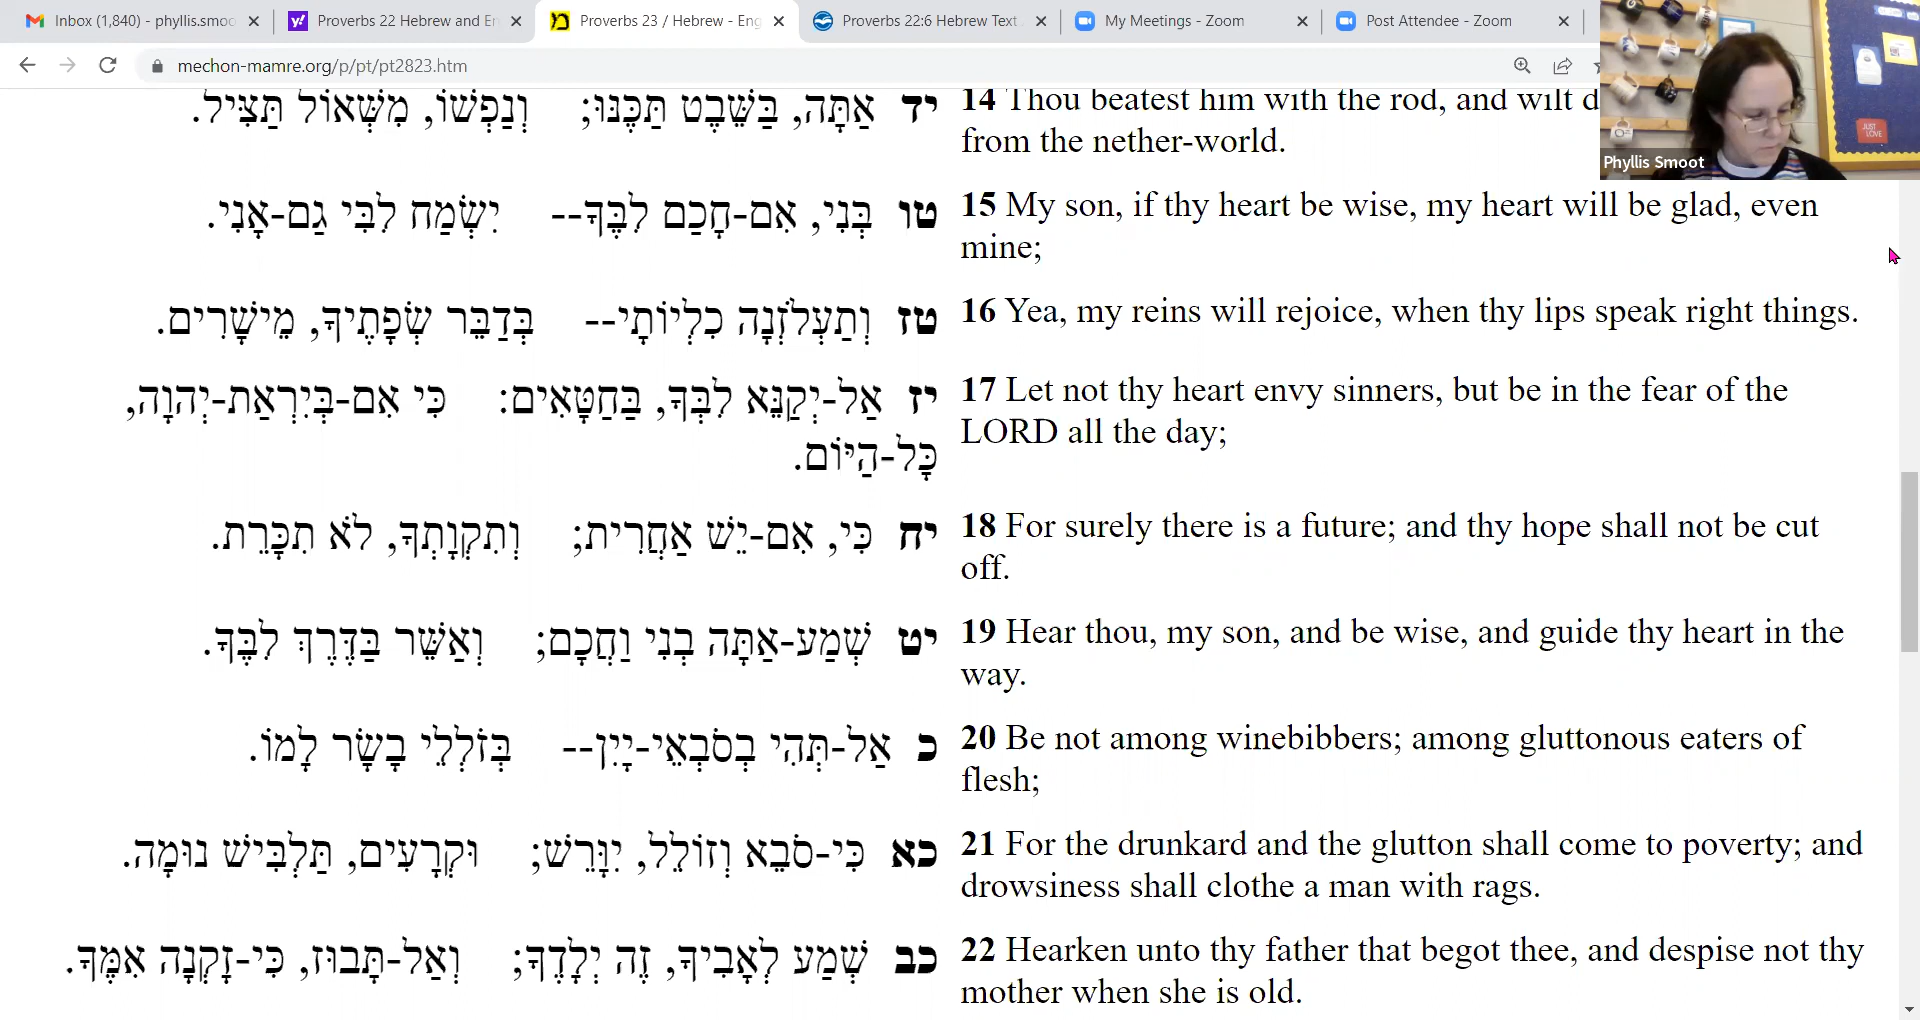 Inbox (1,840) - phyllis.smoo
Proverbs 22 Hebrew and En
Proverbs 23 / Hebrew - Eng
Proverbs 22:6 Hebrew Text
My Meetings - Zoom
Post Attendee - Zoom
mechon-mamre.org/p/pt/pt2823.htm
JUST LOVE
Phyllis Smoot
יד אַתָּה, בַּשֵּׁבֶט תַּכֶּנּוּ; וְנַפְשׁוֹ, מִשְּׁאוֹל תַּצִּיל.
14 Thou beatest him with the rod, and wilt d
from the nether-world.
טו בְּנִי, אִם-חָכַם לִבֶּךָ-- יִשְׂמַח לִבִּי גַם-אָנִי.
15 My son, if thy heart be wise, my heart will be glad, even
mine;
טז וְתַעְלֹזְנָה כִלְיוֹתָי-- בְּדַבֵּר שְׂפָתֶיךָ, מֵישָׁרִים.
16 Yea, my reins will rejoice, when thy lips speak right things.
יז אַל-יְקַנֵּא לִבְּךָ, בַּחַטָּאִים: כִּי אִם-בְּיִרְאַת-יְהוָה,
כָּל-הַיּוֹם.
17 Let not thy heart envy sinners, but be in the fear of the
LORD all the day;
יח כִּי, אִם-יֵשׁ אַחֲרִית; וְתִקְוָתְךָ, לֹא תִכָּרֵת.
18 For surely there is a future; and thy hope shall not be cut
off.
יט שְׁמַע-אַתָּה בְנִי וַחֲכָם; וְאַשֵּׁר בַּדֶּרֶךְ לִבֶּךָ.
19 Hear thou, my son, and be wise, and guide thy heart in the
way.
כ אַל-תְּהִי בְסֹבְאֵי-יָיִן-- בְּזֹלְלֵי בָשָׂר לָמוֹ.
20 Be not among winebibbers; among gluttonous eaters of
flesh;
כא כִּי-סֹבֵא וְזוֹלֵל, יִוָּרֵשׁ; וּקְרָעִים, תַּלְבִּישׁ נוּמָה.
21 For the drunkard and the glutton shall come to poverty; and
drowsiness shall clothe a man with rags.
כב שְׁמַע לְאָבִיךָ, זֶה יְלָדֶךָ; וְאַל-תָּבוּז, כִּי-זָקְנָה אִמֶּךָ.
22 Hearken unto thy father that begot thee, and despise not thy
mother when she is old.